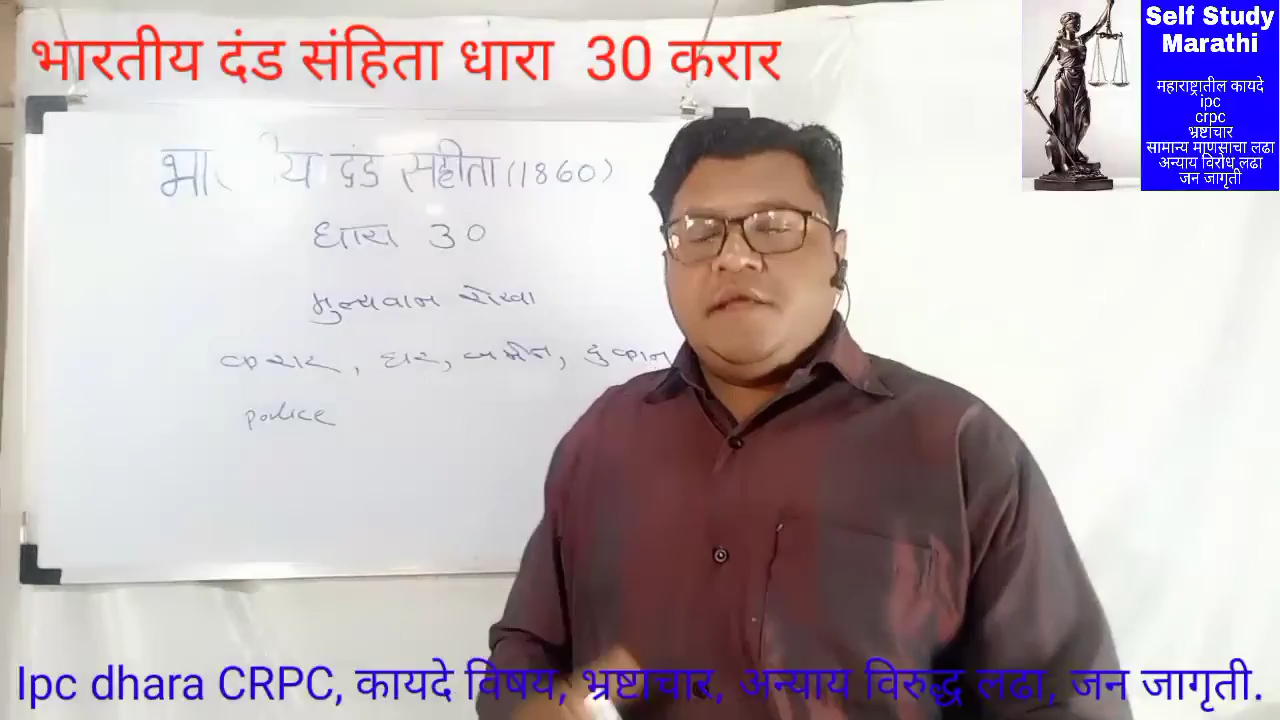 भारतीय दंड संहिता धारा 30 करार
Self Study
Marathi
महाराष्ट्रातील कायदे
ipc
crpc
भ्रष्टाचार
सामान्य माणसाचा लढा
अन्याय विरोध लढा
जन जागृती
भा य दंड सहीता (1860)
धारा 30
मुल्यवान रोखा
करार, घर, जमीन, दुकान
police
Ipc dhara CRPC, कायदे विषय, भ्रष्टाचार, अन्याय विरुद्ध लढा, जन जागृती.